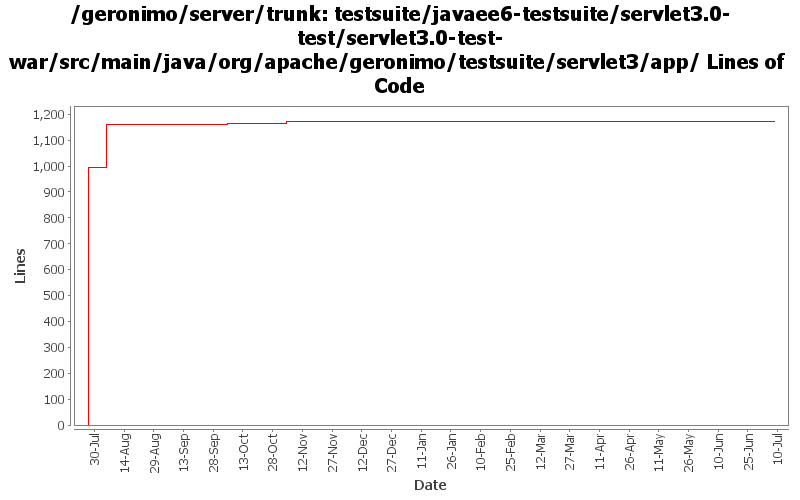 /geronimo/server/trunk: testsuite/javaee6-testsuite/servlet3.0-
test/servlet3.0-test-
war/src/main/java/org/apache/geronimo/testsuite/servlet3/app/ Lines of
Code
1,200
1,100
1,000
900
800
700
600
500
400
300
200
100
0
Lines
30-Jul
14-Aug
29-Aug
13-Sep
28-Sep
13-Oct
28-Oct
12-Nov
27-Nov
12-Dec
27-Dec
11-Jan
26-Jan
10-Feb
25-Feb
12-Mar
27-Mar
11-Apr
26-Apr
11-May
26-May
10-Jun
25-Jun
10-Jul
Date